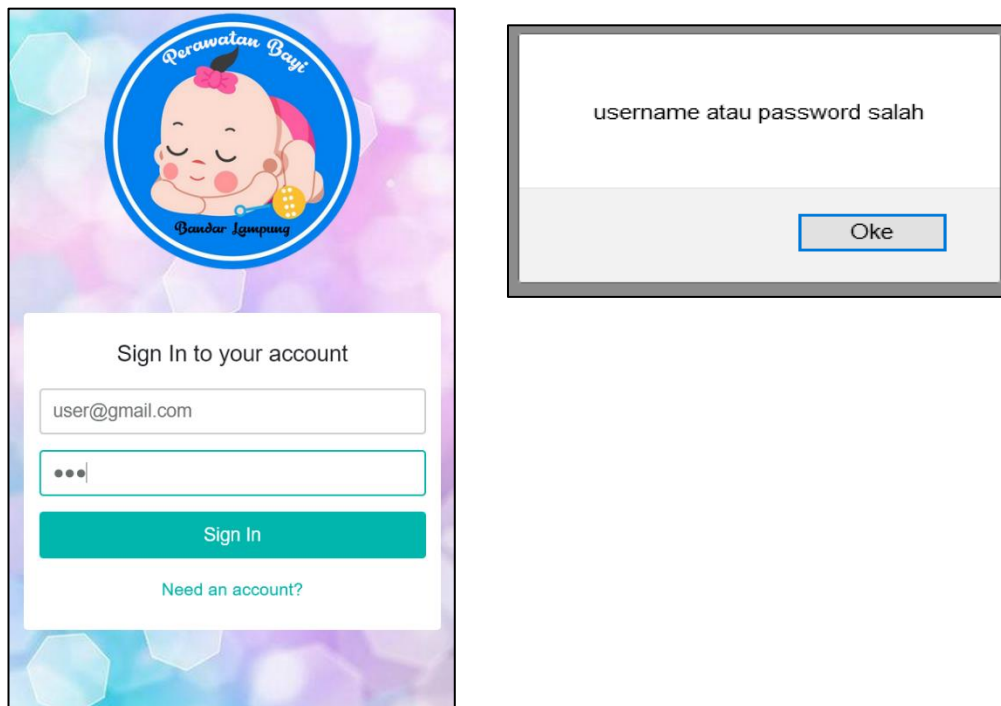 Perawatan Bayi
Bandar Lampung
Sign In to your account
user@gmail.com
•••
Sign In
Need an account?
username atau password salah
Oke